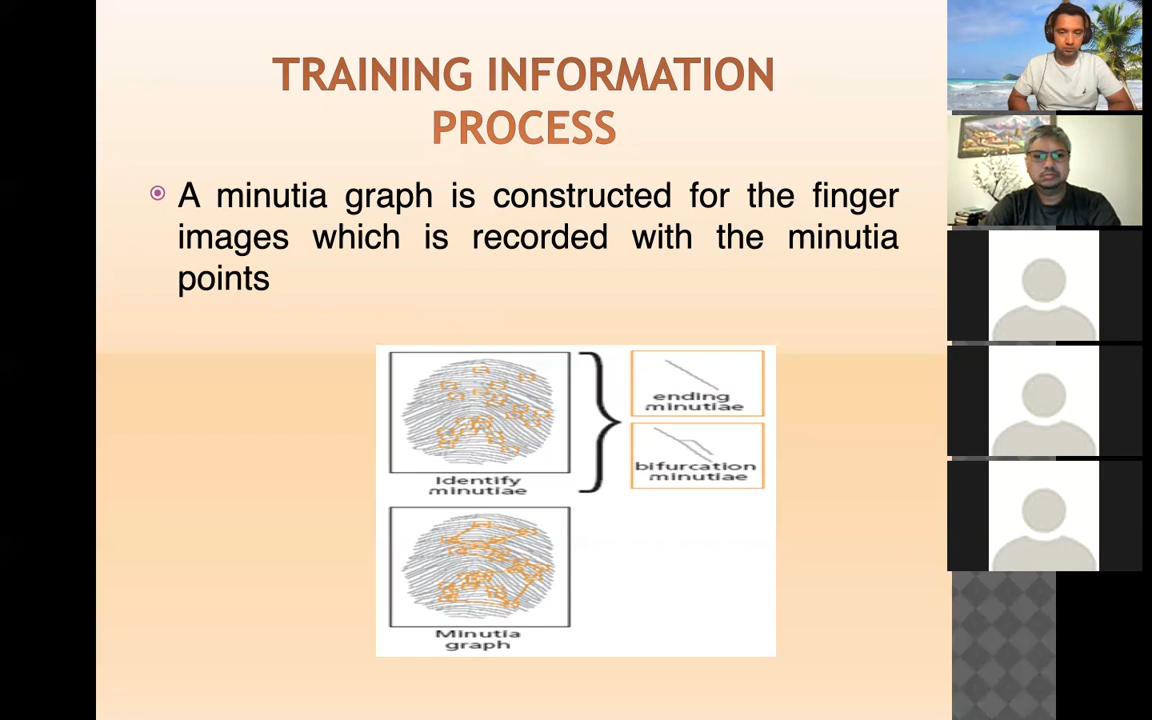 TRAINING INFORMATION
PROCESS
A minutia graph is constructed for the finger
images which is recorded with the minutia
points
ending
minutiae
bifurcation
minutiae
Identify
minutiae
Minutia
graph